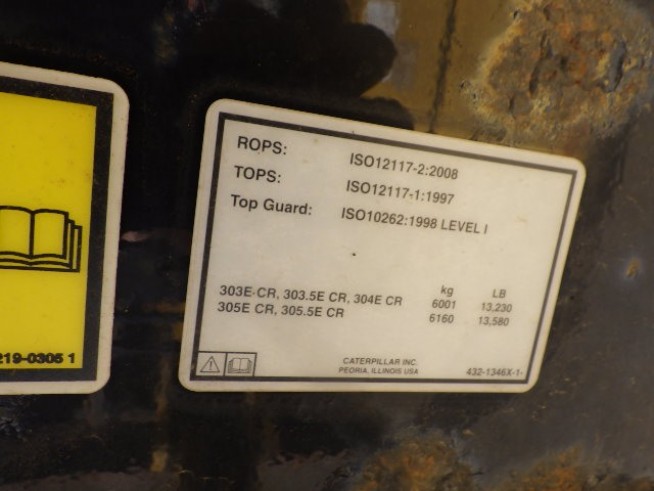 ROPS: ISO12117-2:2008
TOPS: ISO12117-1:1997
Top Guard: ISO10262:1998 LEVEL I
kg LB
303E CR, 303.5E CR, 304E CR 6001 13,230
305E CR, 305.5E CR 6160 13,580
CATERPILLAR INC.
PEORIA, ILLINOIS USA
432-1346X-1-
219-0305 1